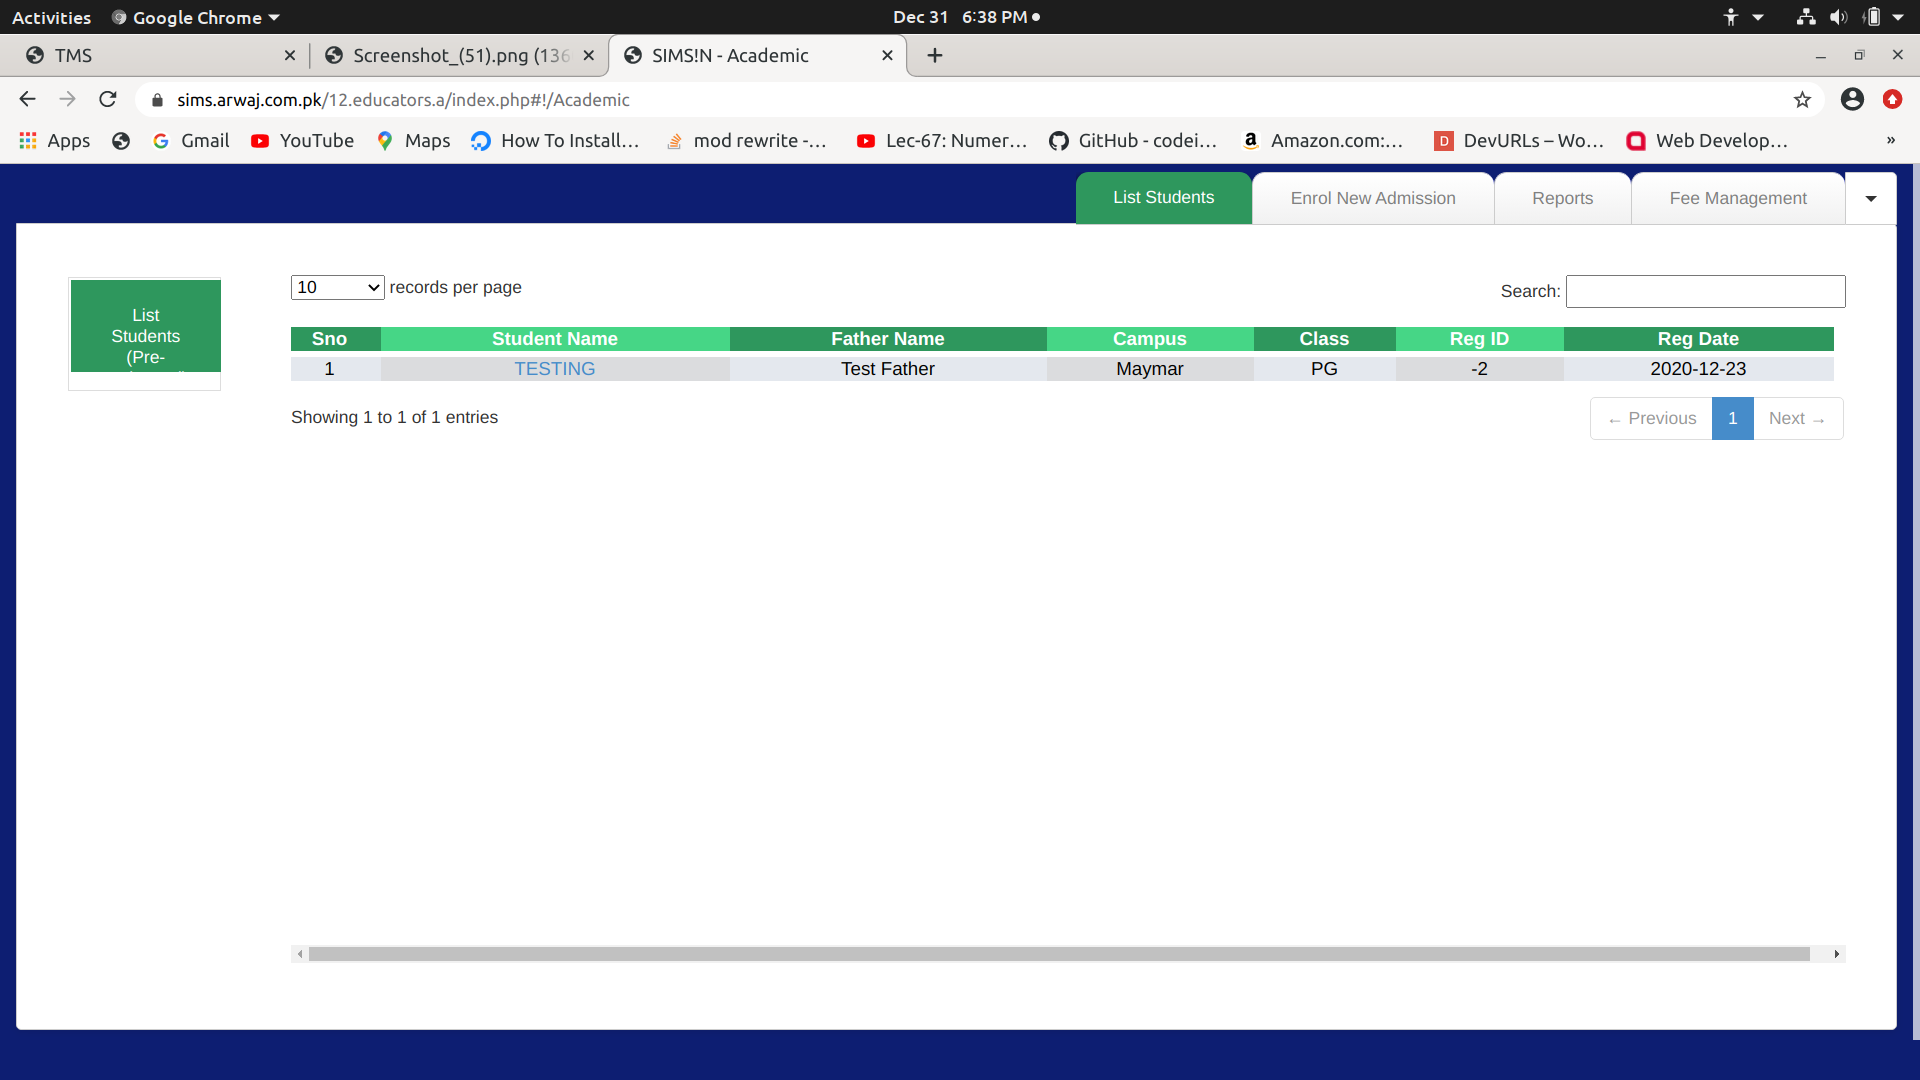 Activities Google Chrome Dec 31 6:38 PM
TMS Screenshot_(51).png (136 SIMS!N - Academic
sims.arwaj.com.pk/12.educators.a/index.php#!/Academic
Apps Gmail YouTube Maps How To Install... mod rewrite -... Lec-67: Numer... GitHub - codei... a Amazon.com:... D DevURLs – Wo... Web Develop... »
List Students Enrol New Admission Reports Fee Management
List
Students
(Pre-
10 records per page Search:
Sno Student Name Father Name Campus Class Reg ID Reg Date
1 TESTING Test Father Maymar PG -2 2020-12-23
Showing 1 to 1 of 1 entries ← Previous 1 Next →